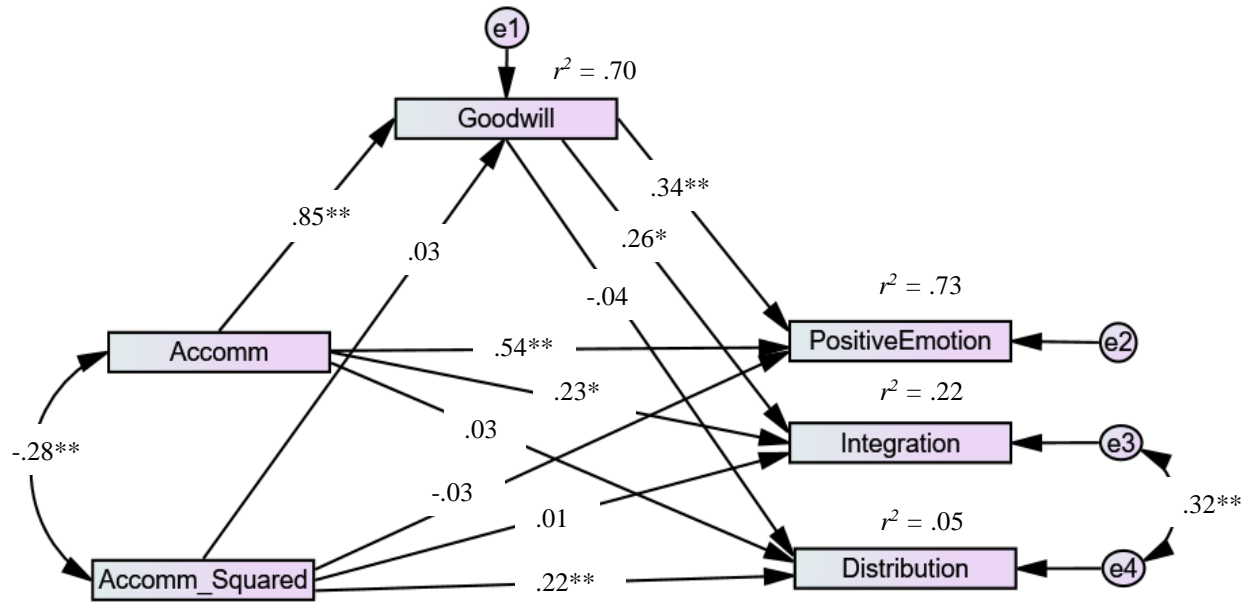 e1
r² = .70
Goodwill
.34**
.85**
.26*
.03
-.04
r² = .73
Accomm
.54**
PositiveEmotion
e2
.23*
r² = .22
.03
Integration
e3
-.28**
-.03
.01
.32**
r² = .05
Accomm_Squared
.22**
Distribution
e4